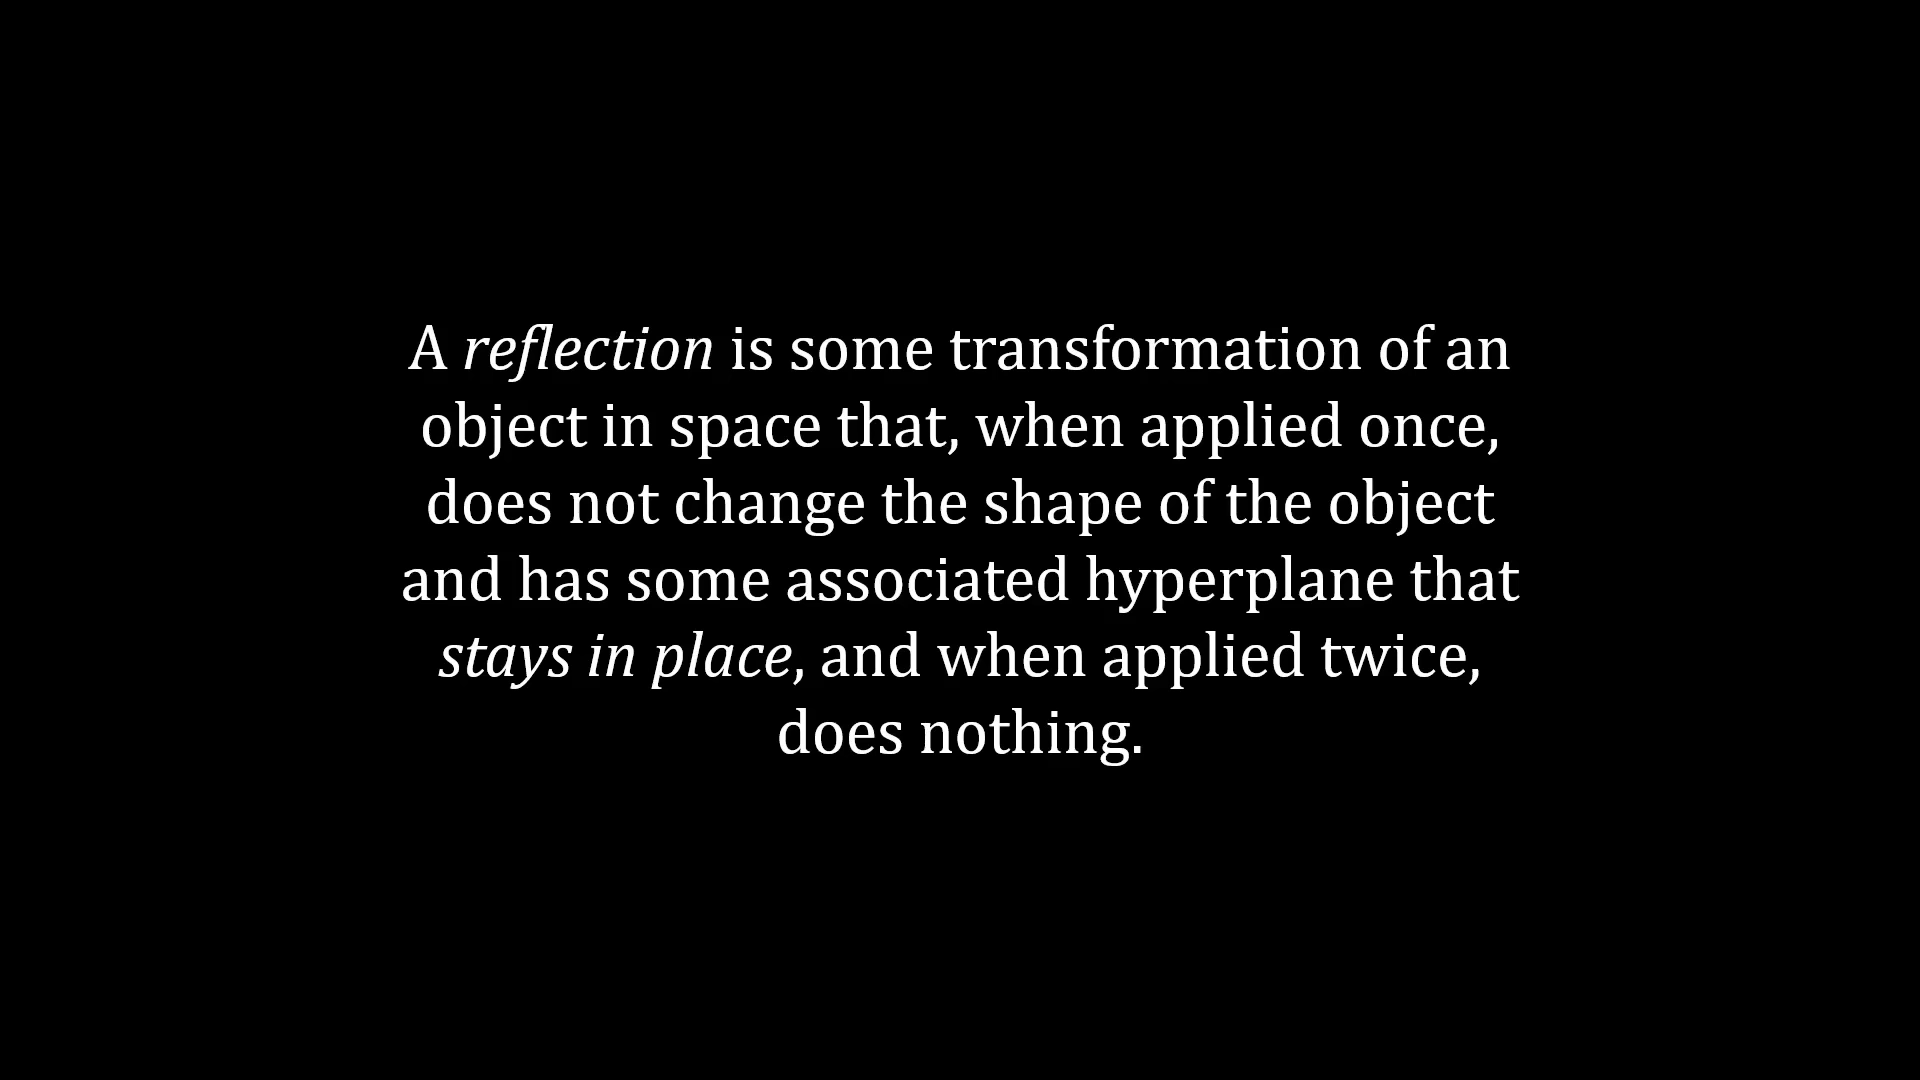 A reflection is some transformation of an
object in space that, when applied once,
does not change the shape of the object
and has some associated hyperplane that
stays in place, and when applied twice,
does nothing.